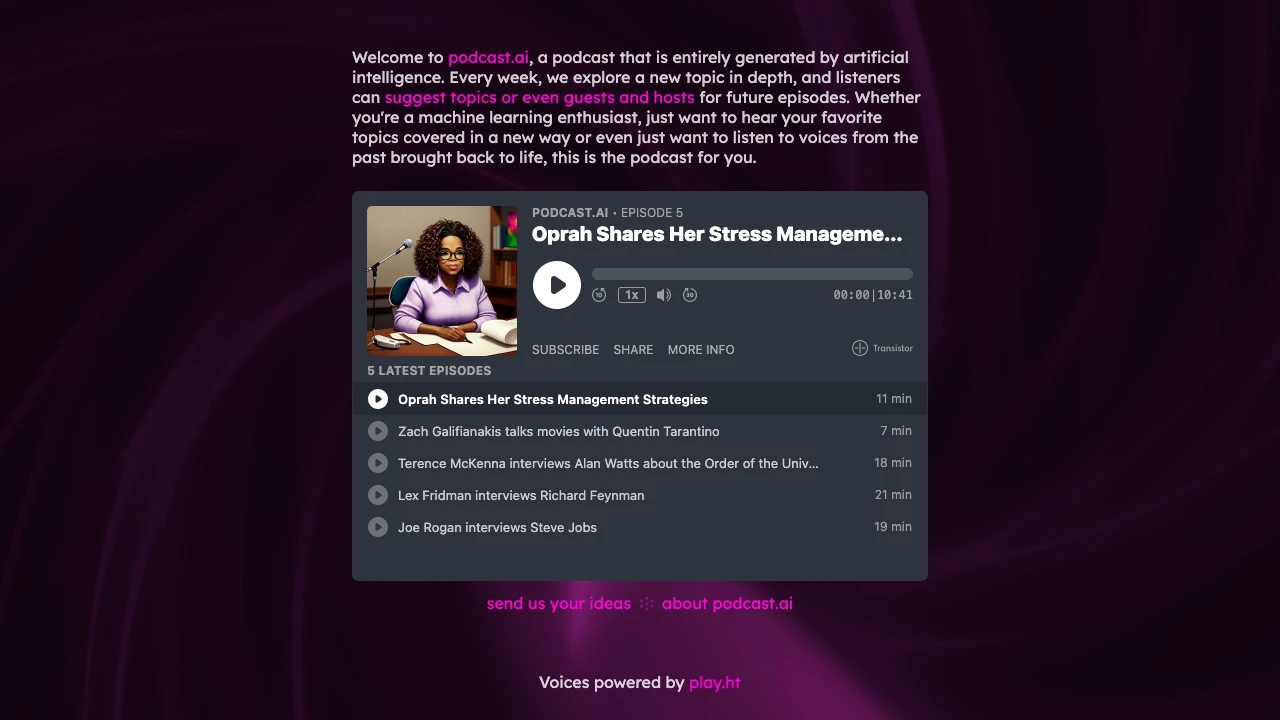 Welcome to podcast.ai, a podcast that is entirely generated by artificial
intelligence. Every week, we explore a new topic in depth, and listeners
can suggest topics or even guests and hosts for future episodes. Whether
you're a machine learning enthusiast, just want to hear your favorite
topics covered in a new way or even just want to listen to voices from the
past brought back to life, this is the podcast for you.
PODCAST.AI • EPISODE 5
Oprah Shares Her Stress Manageme...
10 1x 30 00:00|10:41
SUBSCRIBE SHARE MORE INFO Transistor
5 LATEST EPISODES
Oprah Shares Her Stress Management Strategies 11 min
Zach Galifianakis talks movies with Quentin Tarantino 7 min
Terence McKenna interviews Alan Watts about the Order of the Univ... 18 min
Lex Fridman interviews Richard Feynman 21 min
Joe Rogan interviews Steve Jobs 19 min
send us your ideas about podcast.ai
Voices powered by play.ht